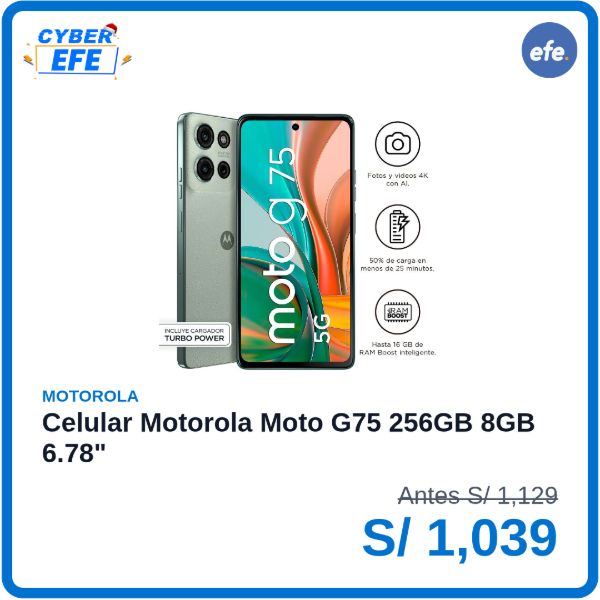 CYBER
EFE
efe.
moto g 75
5G
Fotos y videos 4K
con AI.
50% de carga en
menos de 25 minutos.
RAM
BOOST
Hasta 16 GB de
RAM Boost inteligente.
INCLUYE CARGADOR
TURBO POWER
MOTOROLA
Celular Motorola Moto G75 256GB 8GB
6.78"
Antes S/ 1,129
S/ 1,039